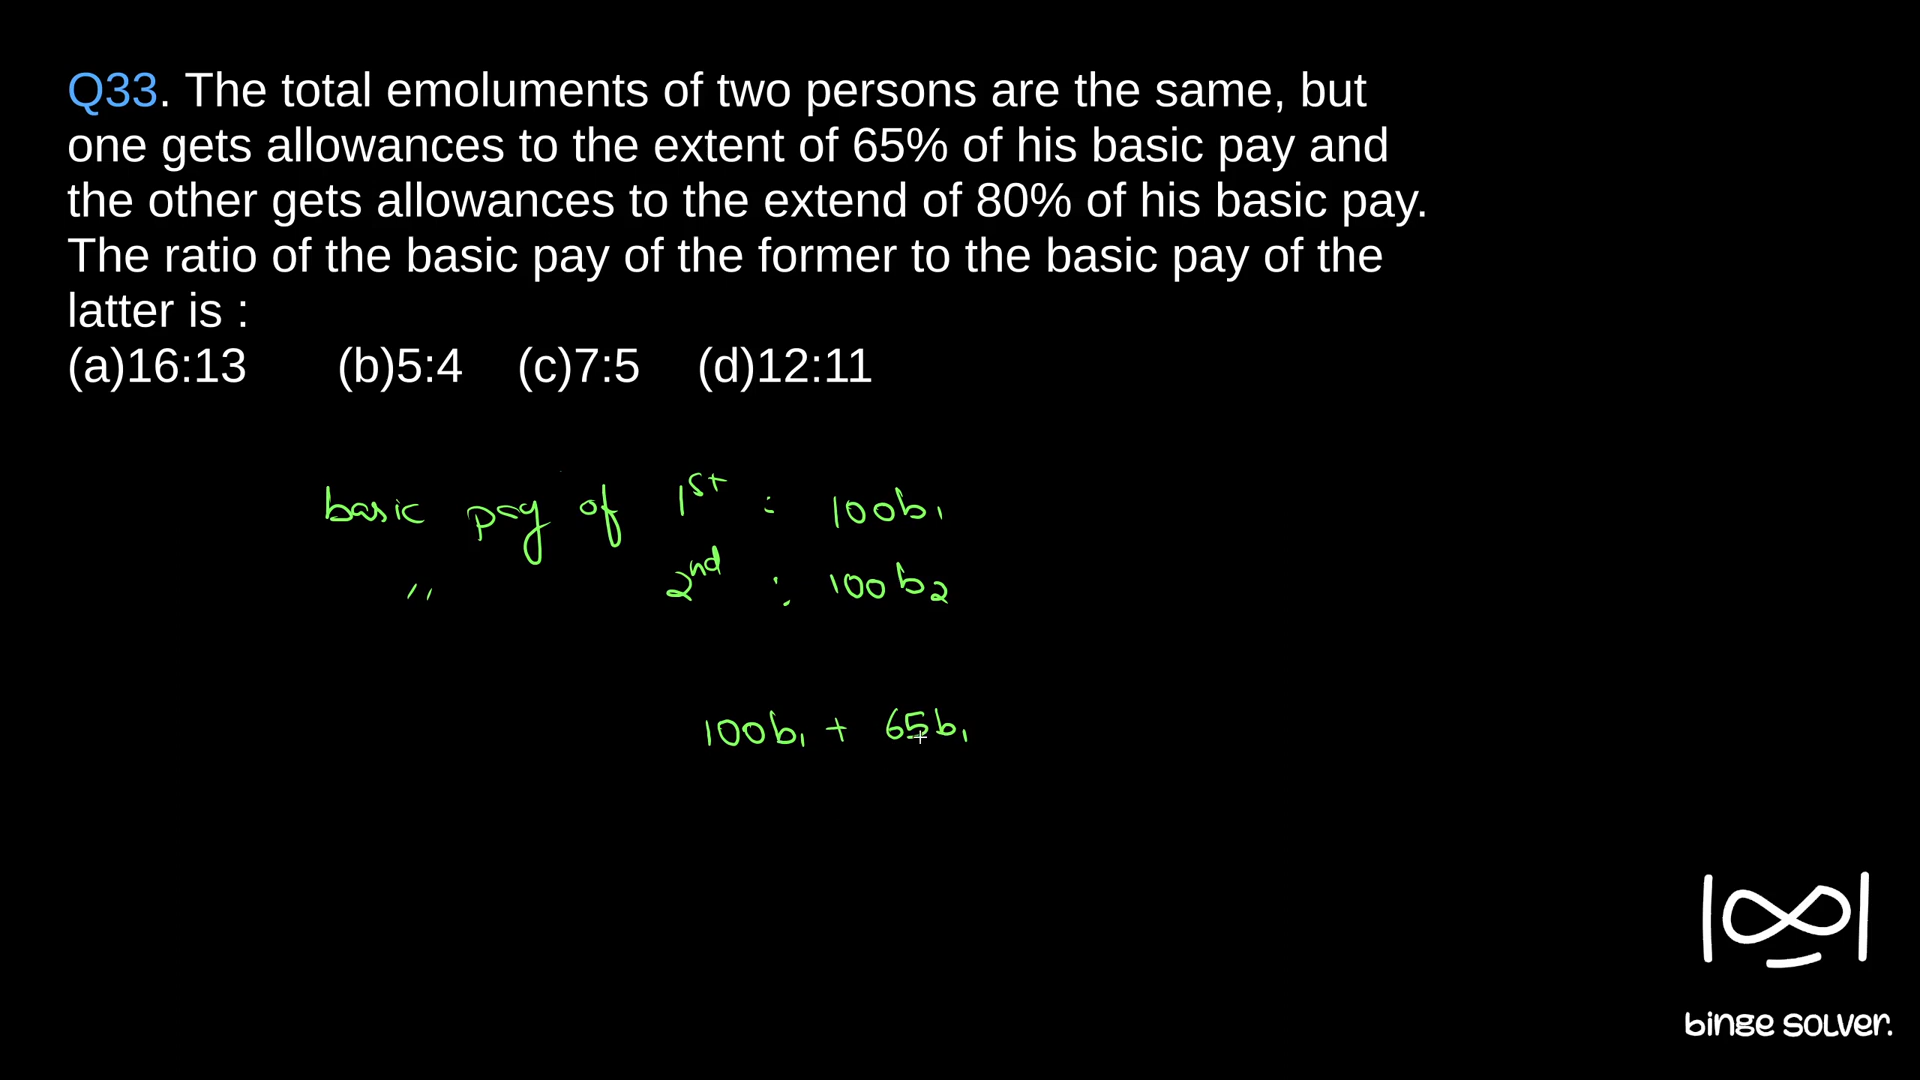 Q33. The total emoluments of two persons are the same, but
one gets allowances to the extent of 65% of his basic pay and
the other gets allowances to the extend of 80% of his basic pay.
The ratio of the basic pay of the former to the basic pay of the
latter is :
(a)16:13 (b)5:4 (c)7:5 (d)12:11
basic pay of 1st : 100b₁
〃 2nd : 100b₂
100b₁ + 65b₁
binge solver.